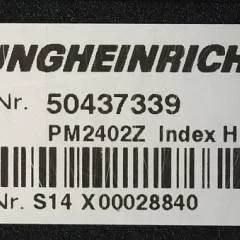 UNGHEINRICH
Nr. 50437339
PM2402Z Index H
Nr. S14 X00028840